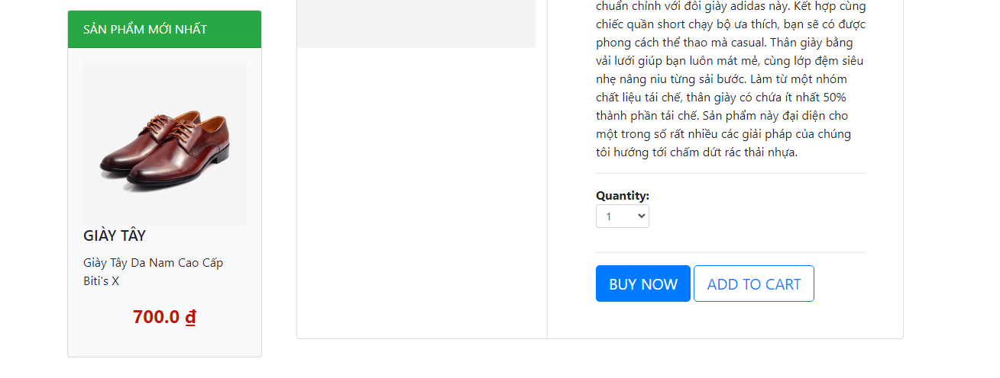 SẢN PHẨM MỚI NHẤT
GIÀY TÂY
Giày Tây Da Nam Cao Cấp
Biti's X
700.0 ₫
chuẩn chỉnh với đôi giày adidas này. Kết hợp cùng
chiếc quần short chạy bộ ưa thích, bạn sẽ có được
phong cách thể thao mà casual. Thân giày bằng
vải lưới giúp bạn luôn mát mẻ, cùng lớp đệm siêu
nhẹ nâng niu từng sải bước. Làm từ một nhóm
chất liệu tái chế, thân giày có chứa ít nhất 50%
thành phần tái chế. Sản phẩm này đại diện cho
một trong số rất nhiều các giải pháp của chúng
tôi hướng tới chấm dứt rác thải nhựa.
Quantity:
1
BUY NOW
ADD TO CART